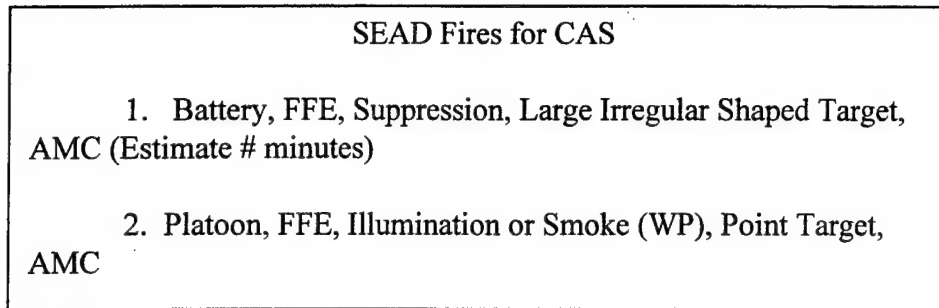 SEAD Fires for CAS
1. Battery, FFE, Suppression, Large Irregular Shaped Target,
AMC (Estimate # minutes)
2. Platoon, FFE, Illumination or Smoke (WP), Point Target,
AMC